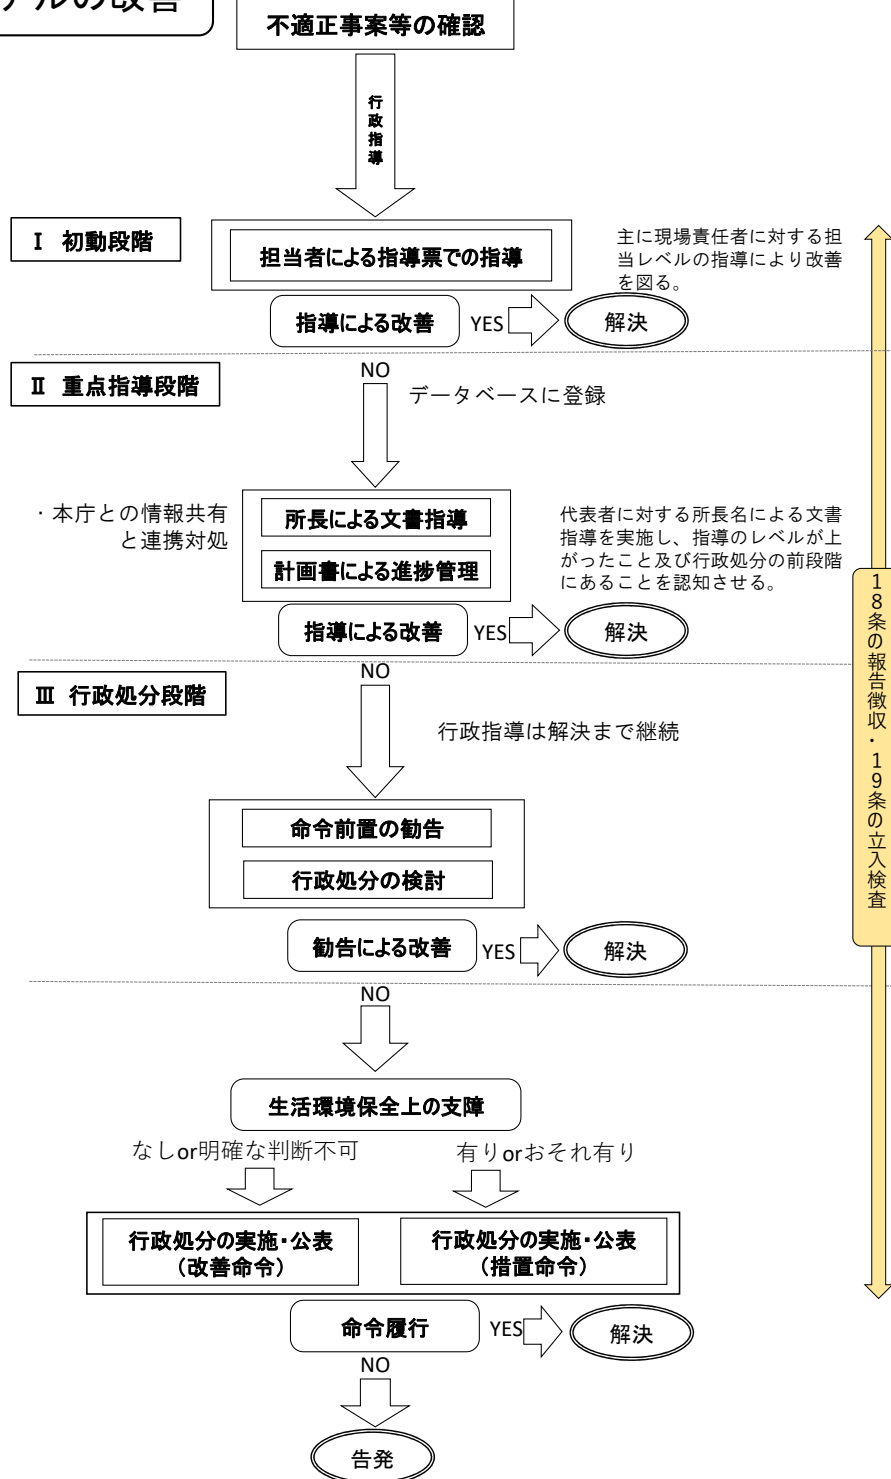 デルの改善
不適正事案等の確認
行政指導
Ⅰ 初動段階
担当者による指導票での指導
主に現場責任者に対する担
当レベルの指導により改善
を図る。
指導による改善
YES
解決
NO
Ⅱ 重点指導段階
データベースに登録
・本庁との情報共有
と連携対処
所長による文書指導
計画書による進捗管理
代表者に対する所長名による文書
指導を実施し、指導のレベルが上
がったこと及び行政処分の前段階
にあることを認知させる。
指導による改善
YES
解決
18条の報告徴収・19条の立入検査
NO
Ⅲ 行政処分段階
行政指導は解決まで継続
命令前置の勧告
行政処分の検討
勧告による改善
YES
解決
NO
生活環境保全上の支障
なしor明確な判断不可
有りorおそれ有り
行政処分の実施・公表
（改善命令）
行政処分の実施・公表
（措置命令）
命令履行
YES
解決
NO
告発